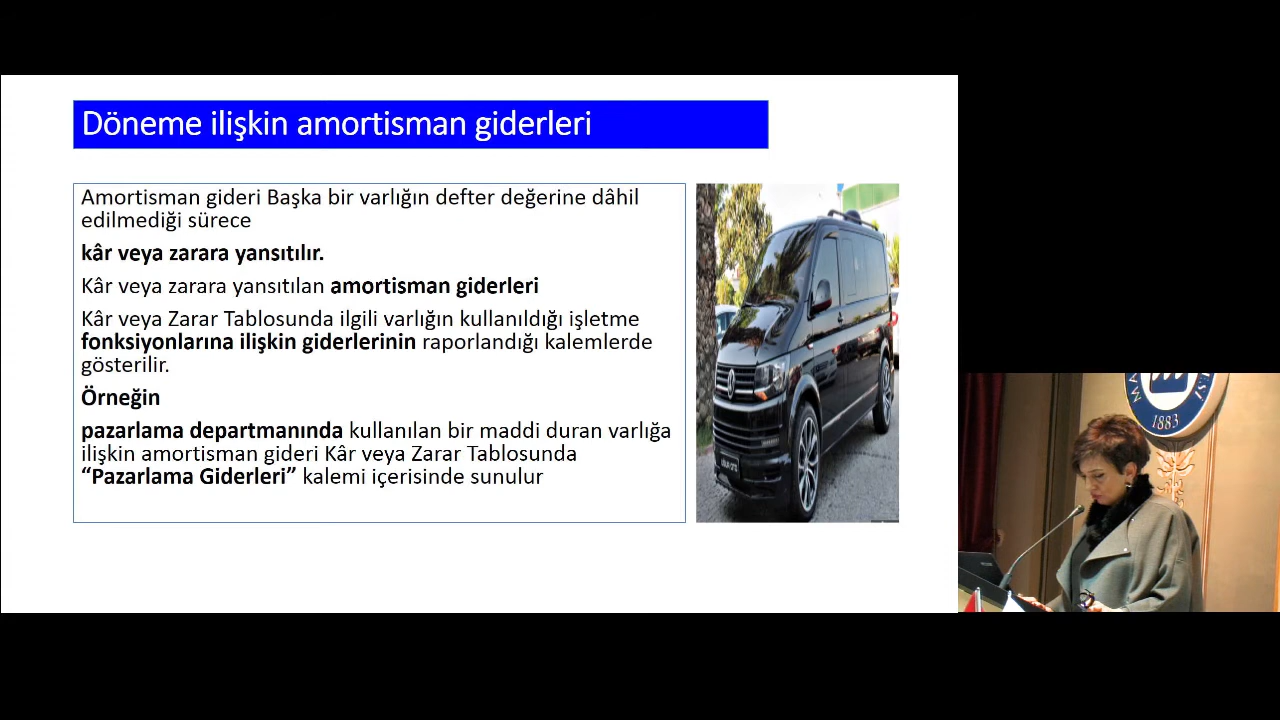 Döneme ilişkin amortisman giderleri
Amortisman gideri Başka bir varlığın defter değerine dâhil
edilmediği sürece
kâr veya zarara yansıtılır.
Kâr veya zarara yansıtılan amortisman giderleri
Kâr veya Zarar Tablosunda ilgili varlığın kullanıldığı işletme
fonksiyonlarına ilişkin giderlerinin raporlandığı kalemlerde
gösterilir.
Örneğin
pazarlama departmanında kullanılan bir maddi duran varlığa
ilişkin amortisman gideri Kâr veya Zarar Tablosunda
“Pazarlama Giderleri” kalemi içerisinde sunulur
1883